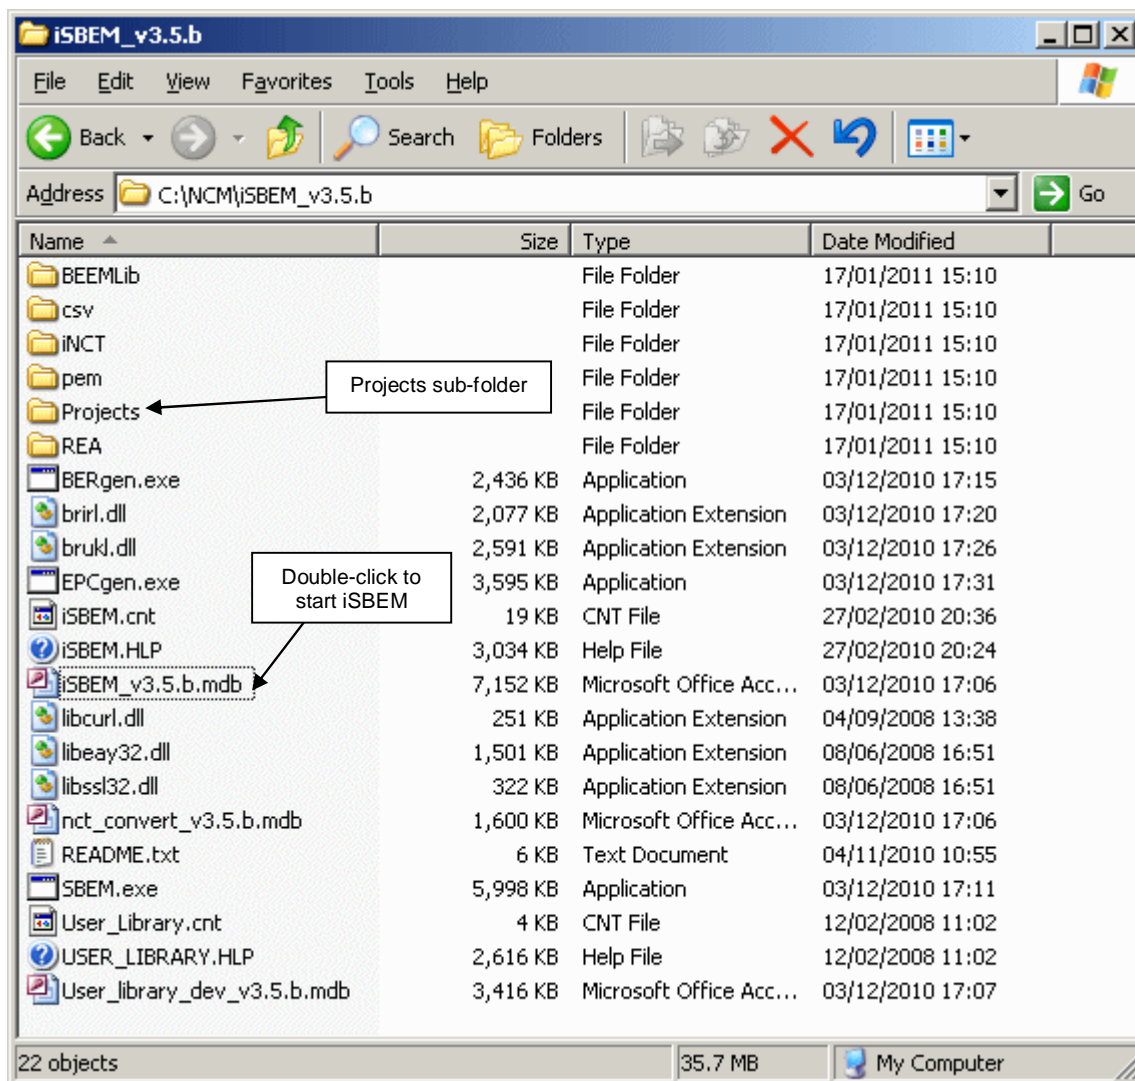 iSBEM_v3.5.b
File Edit View Favorites Tools Help
Back Search Folders
Address C:\NCM\iSBEM_v3.5.b Go
Name Size Type Date Modified
BEEMLib File Folder 17/01/2011 15:10
csv File Folder 17/01/2011 15:10
iNCT File Folder 17/01/2011 15:10
pem File Folder 17/01/2011 15:10
Projects sub-folder
Projects File Folder 17/01/2011 15:10
REA File Folder 17/01/2011 15:10
BERgen.exe 2,436 KB Application 03/12/2010 17:15
brirl.dll 2,077 KB Application Extension 03/12/2010 17:20
brukl.dll 2,591 KB Application Extension 03/12/2010 17:26
EPCgen.exe 3,595 KB Application 03/12/2010 17:31
Double-click to
start iSBEM
iSBEM.cnt 19 KB CNT File 27/02/2010 20:36
iSBEM.HLP 3,034 KB Help File 27/02/2010 20:24
iSBEM_v3.5.b.mdb 7,152 KB Microsoft Office Acc... 03/12/2010 17:06
libcurl.dll 251 KB Application Extension 04/09/2008 13:38
libeay32.dll 1,501 KB Application Extension 08/06/2008 16:51
libssl32.dll 322 KB Application Extension 08/06/2008 16:51
nct_convert_v3.5.b.mdb 1,600 KB Microsoft Office Acc... 03/12/2010 17:06
README.txt 6 KB Text Document 04/11/2010 10:55
SBEM.exe 5,998 KB Application 03/12/2010 17:11
User_Library.cnt 4 KB CNT File 12/02/2008 11:02
USER_LIBRARY.HLP 2,616 KB Help File 12/02/2008 11:02
User_library_dev_v3.5.b.mdb 3,416 KB Microsoft Office Acc... 03/12/2010 17:07
22 objects 35.7 MB My Computer